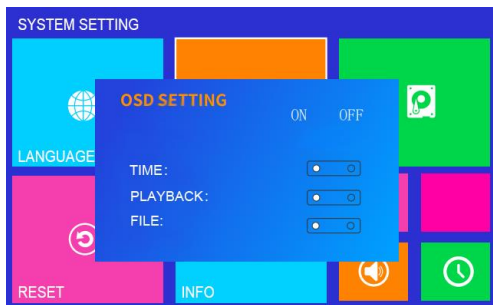 SYSTEM SETTING
OSD SETTING
ON OFF
LANGUAGE
TIME:
PLAYBACK:
FILE:
RESET
INFO